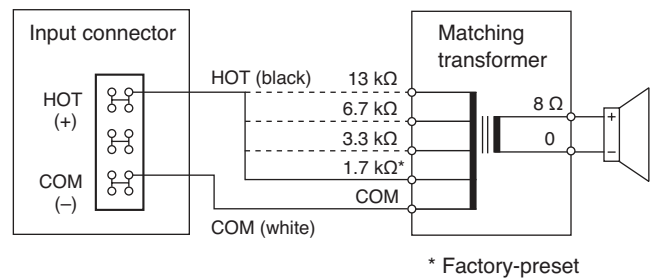 Input connector
HOT
(+)
COM
(−)
HOT (black)
COM (white)
Matching
transformer
13 kΩ
6.7 kΩ
3.3 kΩ
1.7 kΩ*
COM
8 Ω
0
+
−
* Factory-preset